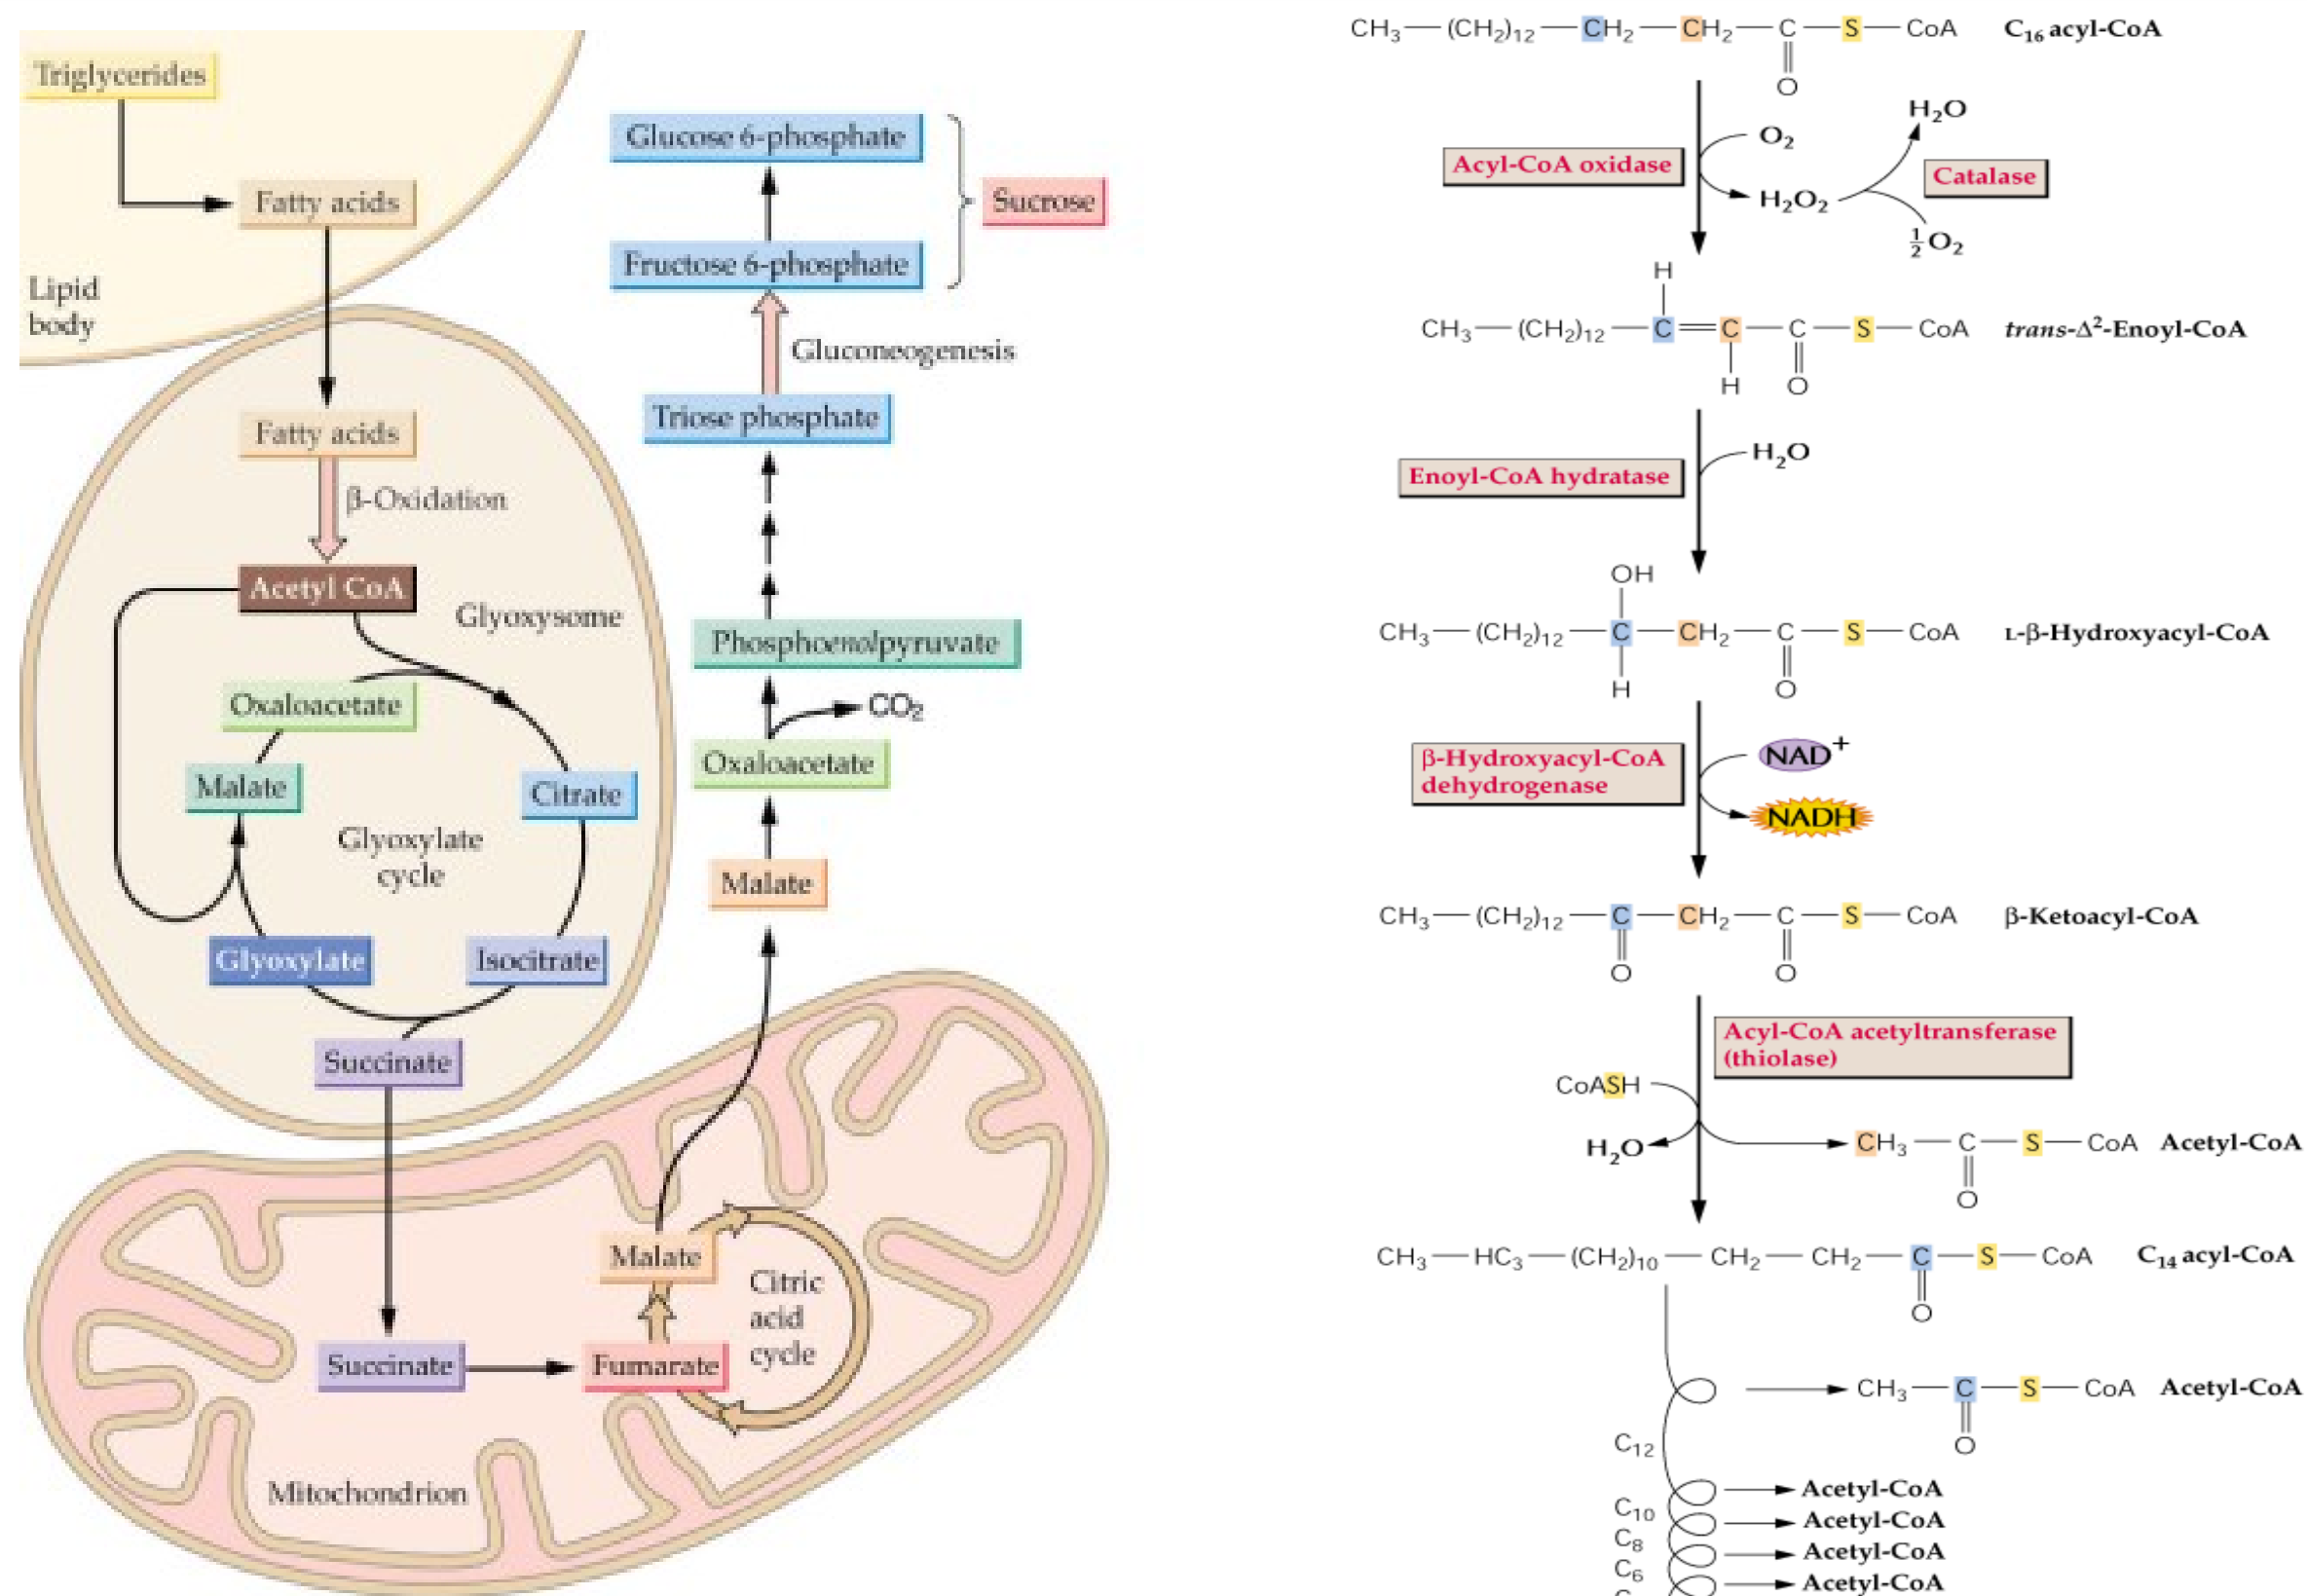 Triglycerides
Fatty acids
Lipid
body
Fatty acids
β-Oxidation
Acetyl CoA
Glyoxysome
Oxaloacetate
Malate
Citrate
Glyoxylate
cycle
Glyoxylate
Isocitrate
Succinate
Succinate
Fumarate
Malate
Citric
acid
cycle
Mitochondrion
Glucose 6-phosphate
Sucrose
Fructose 6-phosphate
Gluconeogenesis
Triose phosphate
Phosphoenolpyruvate
CO₂
Oxaloacetate
Malate
CH₃—(CH₂)₁₂—CH₂—CH₂—C—S—CoA C₁₆ acyl-CoA
O
O₂
H₂O
Acyl-CoA oxidase
Catalase
H₂O₂
½O₂
H
CH₃—(CH₂)₁₂—C=C—C—S—CoA trans-Δ²-Enoyl-CoA
H O
H₂O
Enoyl-CoA hydratase
OH
CH₃—(CH₂)₁₂—C—CH₂—C—S—CoA L-β-Hydroxyacyl-CoA
H O
β-Hydroxyacyl-CoA
dehydrogenase
NAD⁺
NADH
CH₃—(CH₂)₁₂—C—CH₂—C—S—CoA β-Ketoacyl-CoA
O O
Acyl-CoA acetyltransferase
(thiolase)
CoASH
H₂O
CH₃—C—S—CoA Acetyl-CoA
O
CH₃—HC₃—(CH₂)₁₀—CH₂—CH₂—C—S—CoA C₁₄ acyl-CoA
O
CH₃—C—S—CoA Acetyl-CoA
O
C₁₂
Acetyl-CoA
C₁₀
Acetyl-CoA
C₈
Acetyl-CoA
C₆
Acetyl-CoA